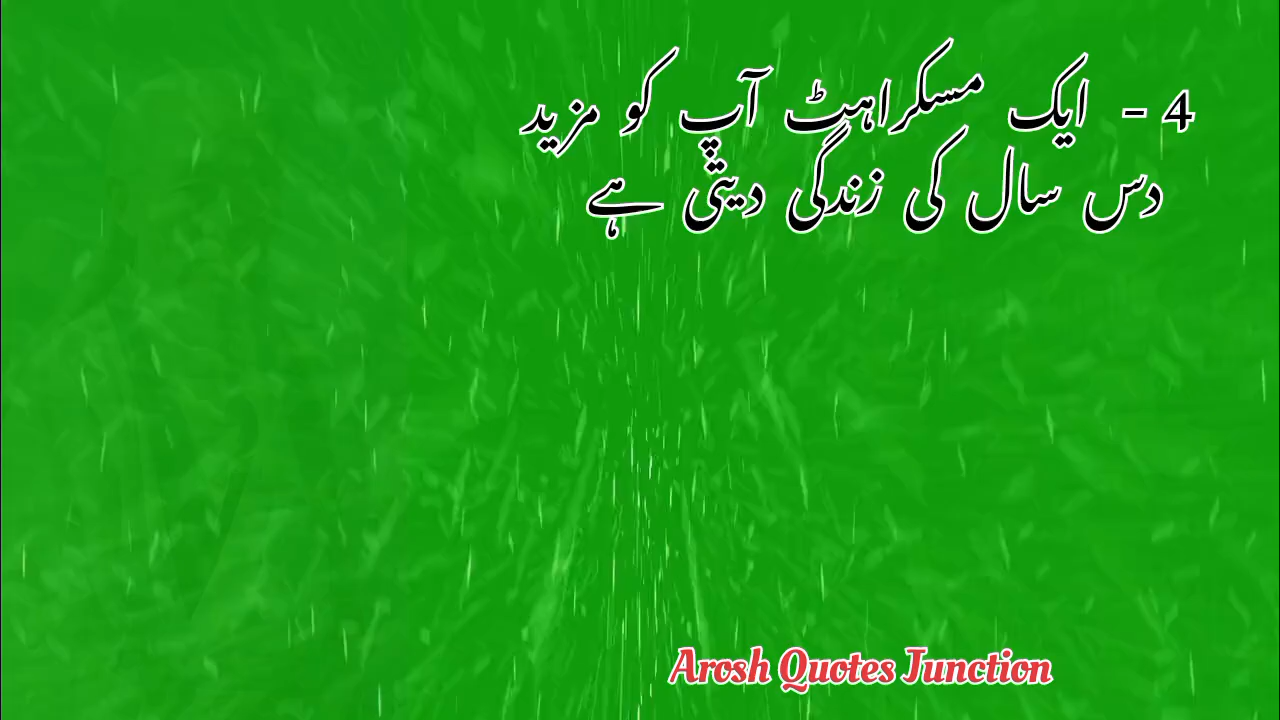 4 - ایک مسکراہٹ آپ کو مزید
دس سال کی زندگی دیتی ہے
Arosh Quotes Junction